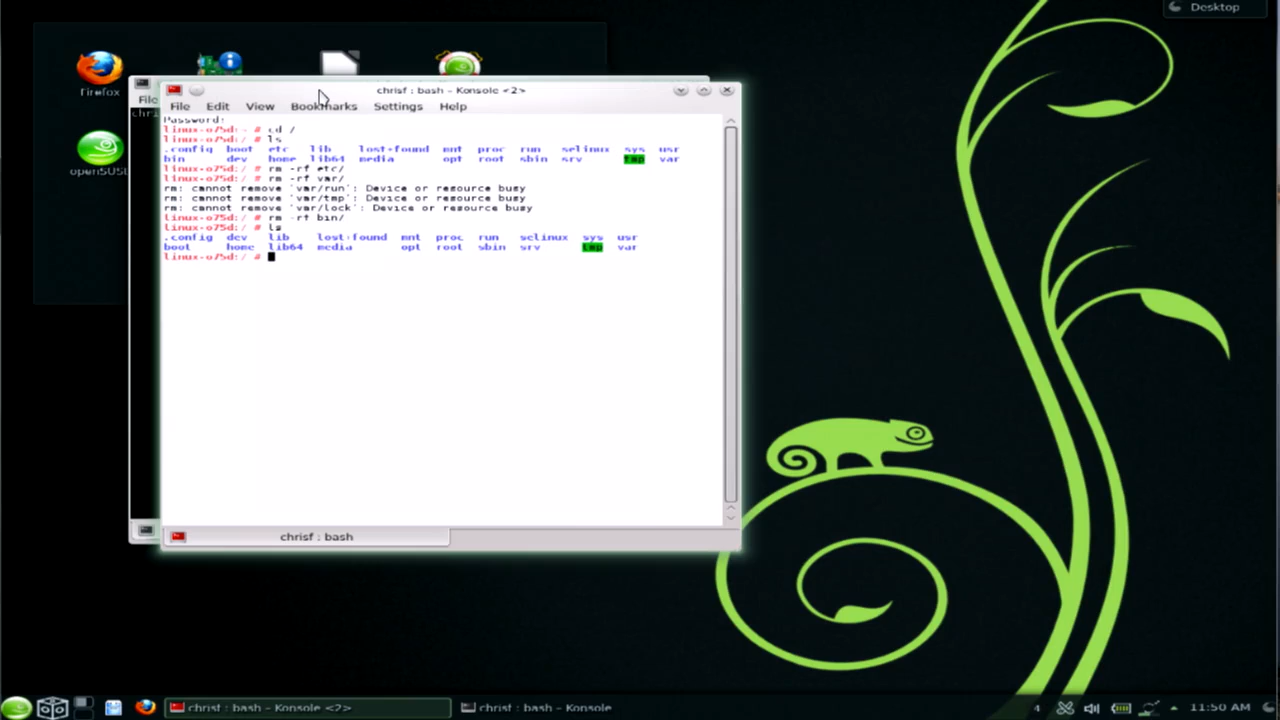 Desktop
Firefox
openSUS
File
chris
chrisf : bash – Konsole <2>
File Edit View Bookmarks Settings Help
Password:
linux-o75d:~ # cd /
linux-o75d:/ # ls
.config boot etc lib lost+found mnt proc run selinux sys usr
bin dev home lib64 media opt root sbin srv tmp var
linux-o75d:/ # rm -rf etc/
linux-o75d:/ # rm -rf var/
rm: cannot remove `var/run': Device or resource busy
rm: cannot remove `var/tmp': Device or resource busy
rm: cannot remove `var/lock': Device or resource busy
linux-o75d:/ # rm -rf bin/
linux-o75d:/ # ls
.config dev lib lost+found mnt proc run selinux sys usr
boot home lib64 media opt root sbin srv tmp var
linux-o75d:/ #
chrisf : bash
chrisf : bash – Konsole <2>
chrisf : bash – Konsole
4
11:50 AM